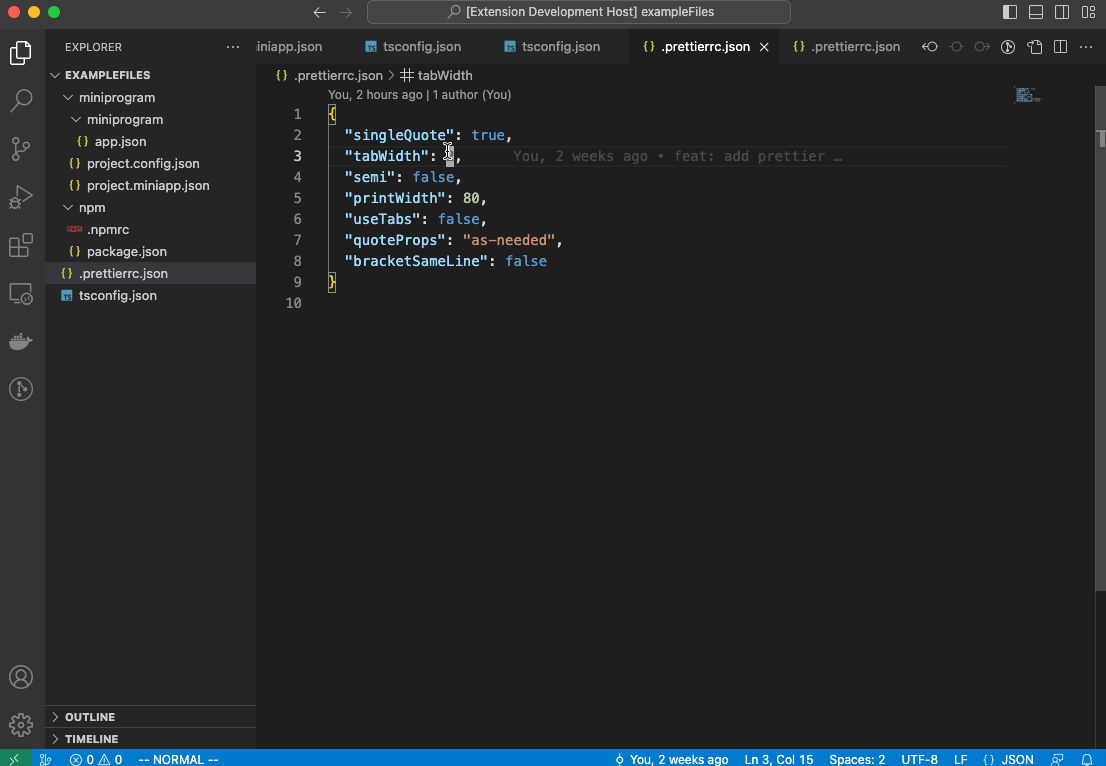 [Extension Development Host] exampleFiles
EXPLORER
iniapp.json
tsconfig.json
tsconfig.json
.prettierrc.json
.prettierrc.json
EXAMPLEFILES
miniprogram
miniprogram
app.json
project.config.json
project.miniapp.json
npm
.npmrc
package.json
.prettierrc.json
tsconfig.json
OUTLINE
TIMELINE
{} .prettierrc.json > tabWidth
You, 2 hours ago | 1 author (You)
1 {
2 "singleQuote": true,
3 "tabWidth": , You, 2 weeks ago • feat: add prettier …
4 "semi": false,
5 "printWidth": 80,
6 "useTabs": false,
7 "quoteProps": "as-needed",
8 "bracketSameLine": false
9 }
10
0 0 -- NORMAL -- You, 2 weeks ago Ln 3, Col 15 Spaces: 2 UTF-8 LF {} JSON